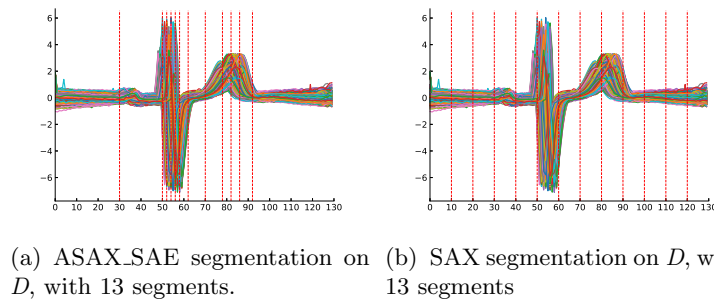 6
4
2
0
−2
−4
−6
0 10 20 30 40 50 60 70 80 90 100 110 120 130
6
4
2
0
−2
−4
−6
0 10 20 30 40 50 60 70 80 90 100 110 120 130
(a) ASAX_SAE segmentation on
D, with 13 segments.
(b) SAX segmentation on D, w
13 segments